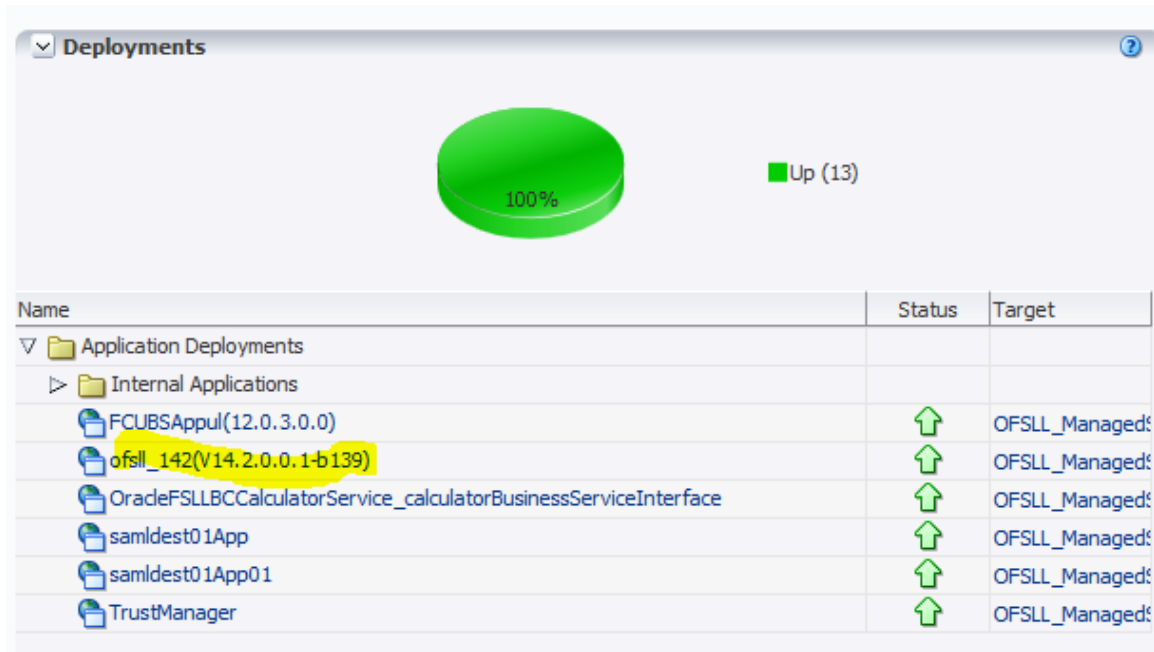 Deployments
100%
Up (13)
Name Status Target
Application Deployments
Internal Applications
FCUBSAppul(12.0.3.0.0) OFSLL_ManagedS
ofsll_142(V14.2.0.0.1-b139) OFSLL_ManagedS
OracleFSLLBCCalculatorService_calculatorBusinessServiceInterface OFSLL_ManagedS
samldest01App OFSLL_ManagedS
samldest01App01 OFSLL_ManagedS
TrustManager OFSLL_ManagedS